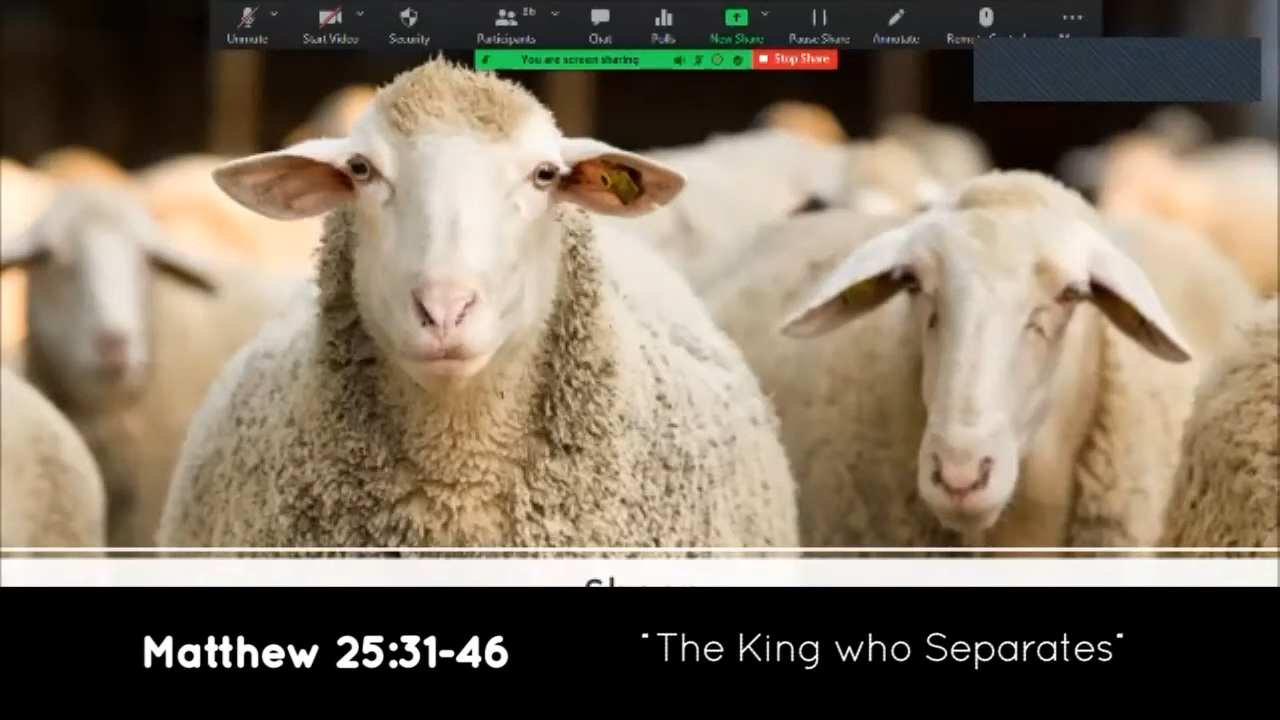 Unmute
Start Video
Security
Participants
36
Chat
Polls
New Share
Pause Share
Annotate
You are screen sharing
Stop Share
Matthew 25:31-46
"The King who Separates"